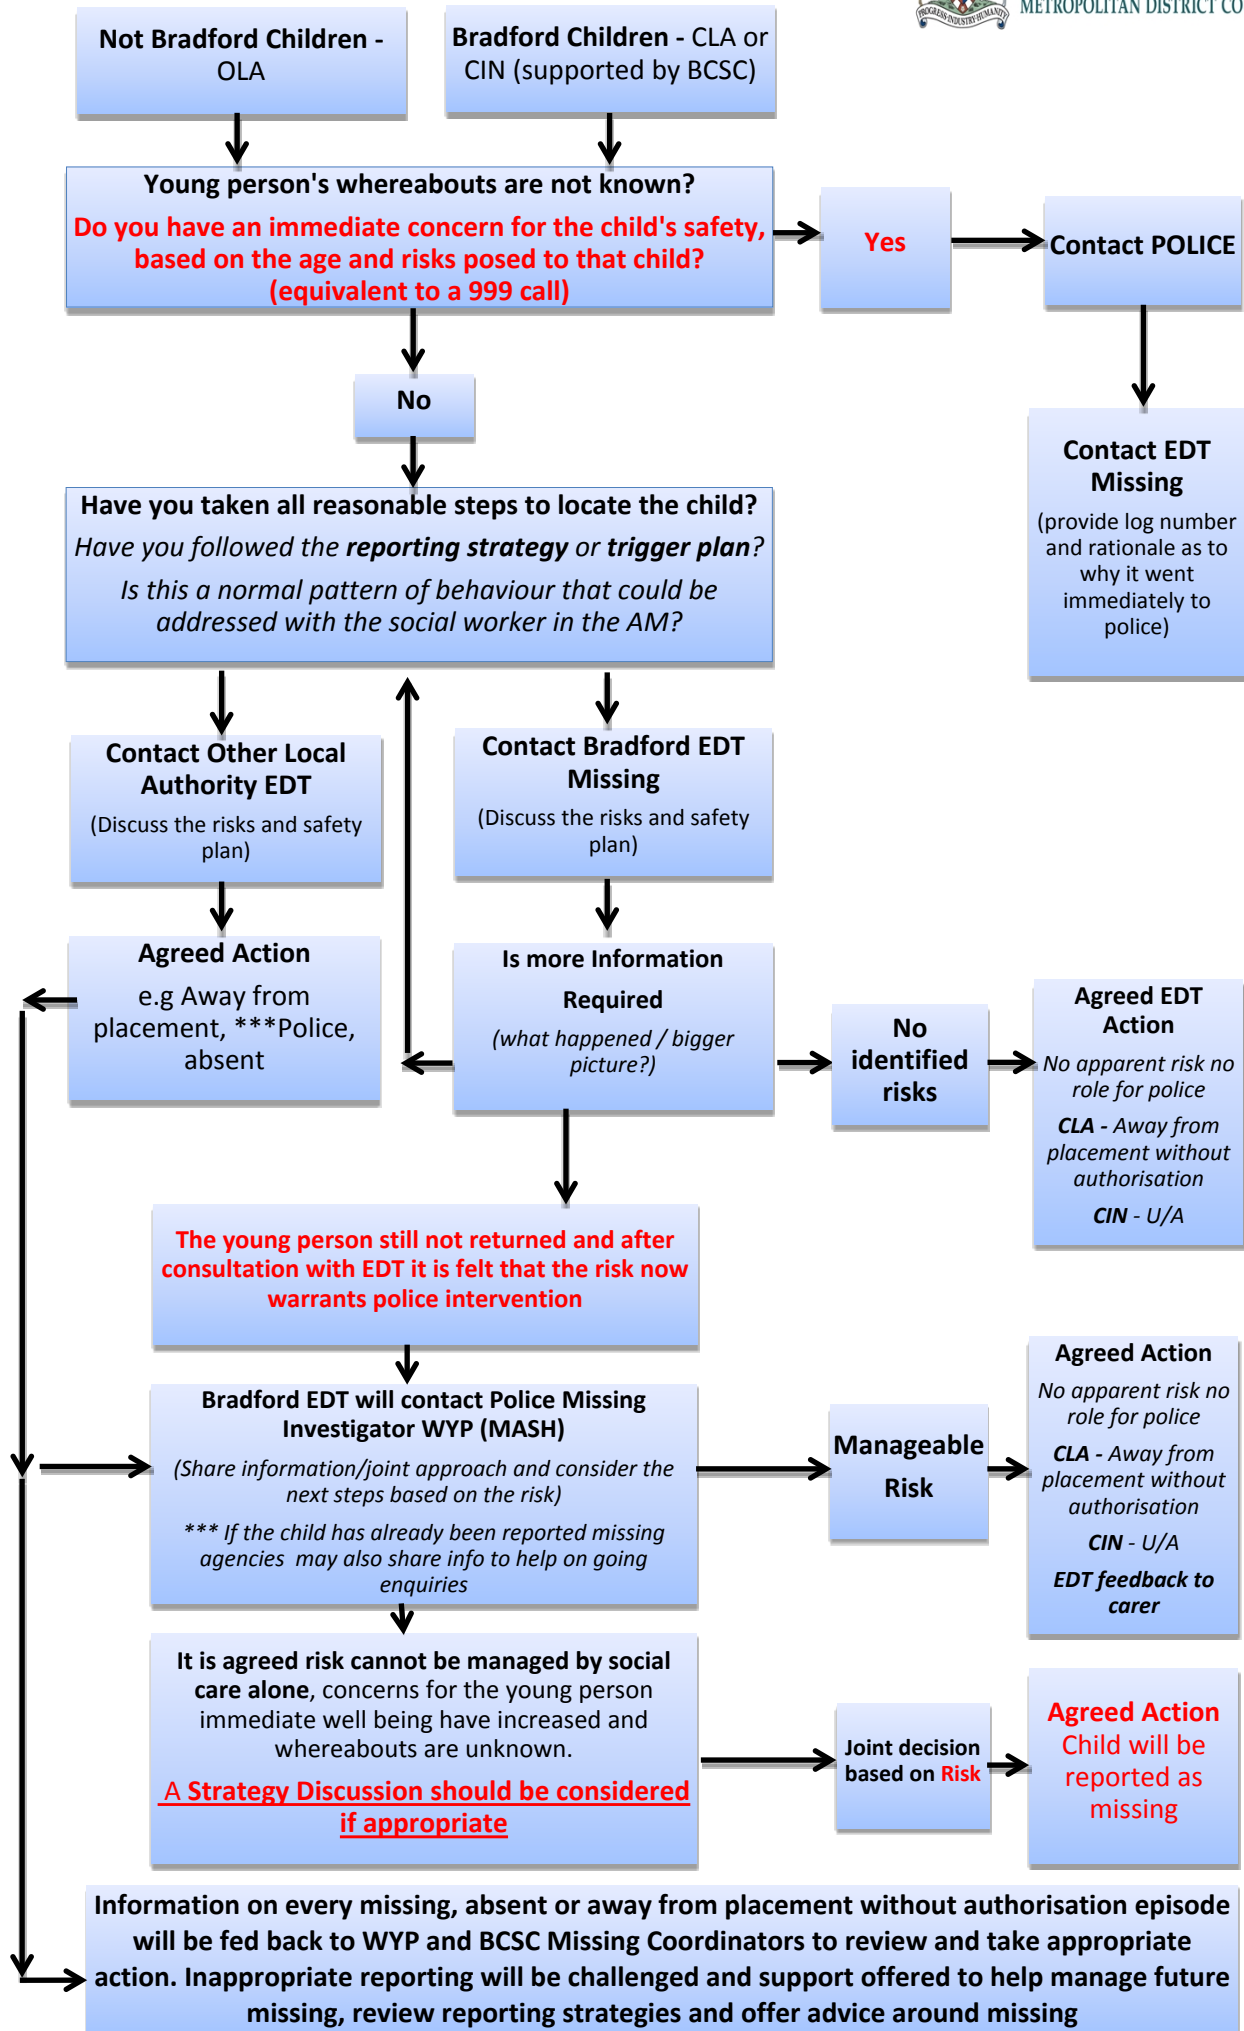 PROGRESS·INDUSTRY·HUMANITY
METROPOLITAN DISTRICT CO
Not Bradford Children -
OLA
Bradford Children - CLA or
CIN (supported by BCSC)
Young person's whereabouts are not known?
Do you have an immediate concern for the child's safety,
based on the age and risks posed to that child?
(equivalent to a 999 call)
Yes
Contact POLICE
No
Contact EDT
Missing
(provide log number
and rationale as to
why it went
immediately to
police)
Have you taken all reasonable steps to locate the child?
Have you followed the reporting strategy or trigger plan?
Is this a normal pattern of behaviour that could be
addressed with the social worker in the AM?
Contact Other Local
Authority EDT
(Discuss the risks and safety
plan)
Contact Bradford EDT
Missing
(Discuss the risks and safety
plan)
Agreed Action
e.g Away from
placement, ***Police,
absent
Is more Information
Required
(what happened / bigger
picture?)
No
identified
risks
Agreed EDT
Action
No apparent risk no
role for police
CLA - Away from
placement without
authorisation
CIN - U/A
The young person still not returned and after
consultation with EDT it is felt that the risk now
warrants police intervention
Bradford EDT will contact Police Missing
Investigator WYP (MASH)
(Share information/joint approach and consider the
next steps based on the risk)
*** If the child has already been reported missing
agencies may also share info to help on going
enquiries
Manageable
Risk
Agreed Action
No apparent risk no
role for police
CLA - Away from
placement without
authorisation
CIN - U/A
EDT feedback to
carer
It is agreed risk cannot be managed by social
care alone, concerns for the young person
immediate well being have increased and
whereabouts are unknown.
A Strategy Discussion should be considered
if appropriate
Joint decision
based on Risk
Agreed Action
Child will be
reported as
missing
Information on every missing, absent or away from placement without authorisation episode
will be fed back to WYP and BCSC Missing Coordinators to review and take appropriate
action. Inappropriate reporting will be challenged and support offered to help manage future
missing, review reporting strategies and offer advice around missing